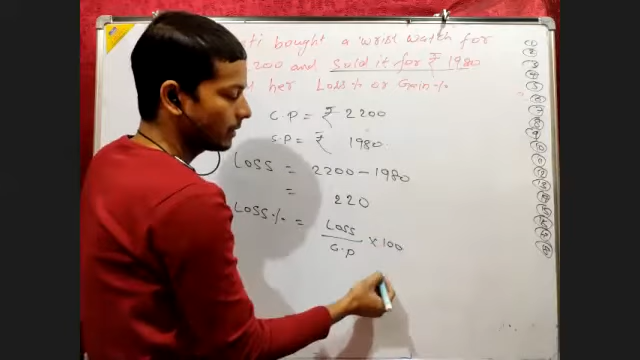 ti bought a wrist watch for
200 and sold it for ₹ 1980
her Loss % or Gain %
C.P = ₹ 2200
S.P = ₹ 1980
Loss = 2200 - 1980
= 220
Loss % = Loss / C.P × 100